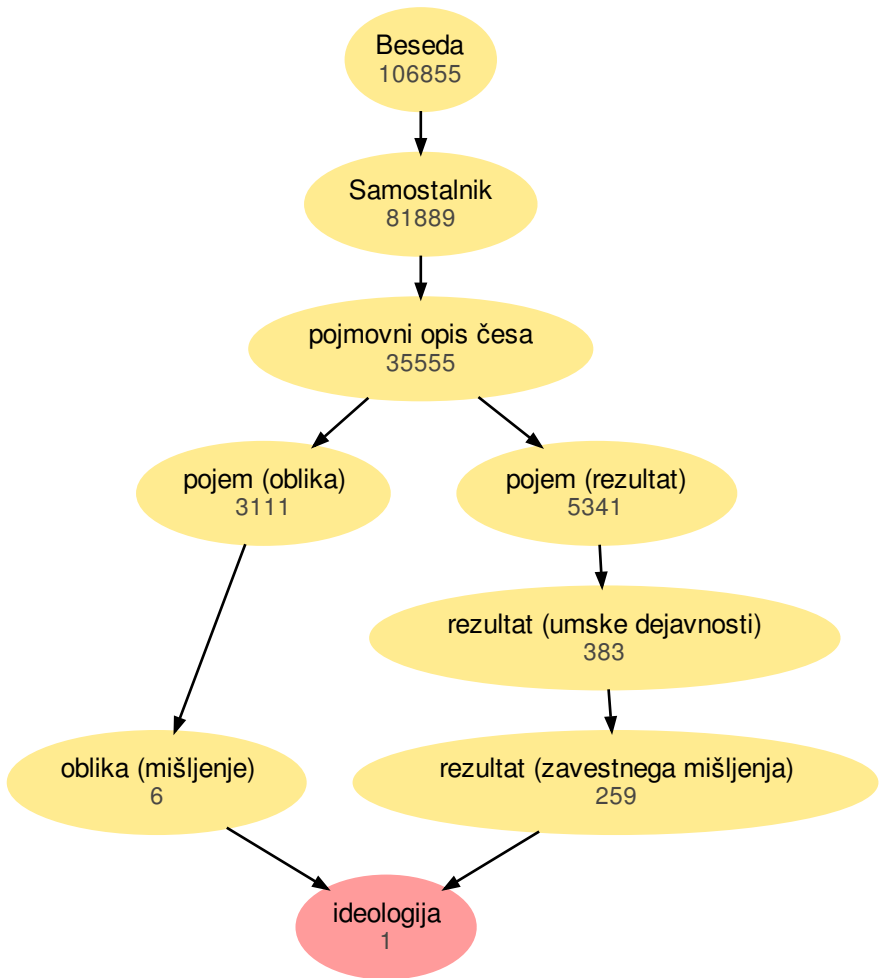 Beseda
106855
Samostalnik
81889
pojmovni opis česa
35555
pojem (oblika)
3111
pojem (rezultat)
5341
rezultat (umske dejavnosti)
383
oblika (mišljenje)
6
rezultat (zavestnega mišljenja)
259
ideologija
1